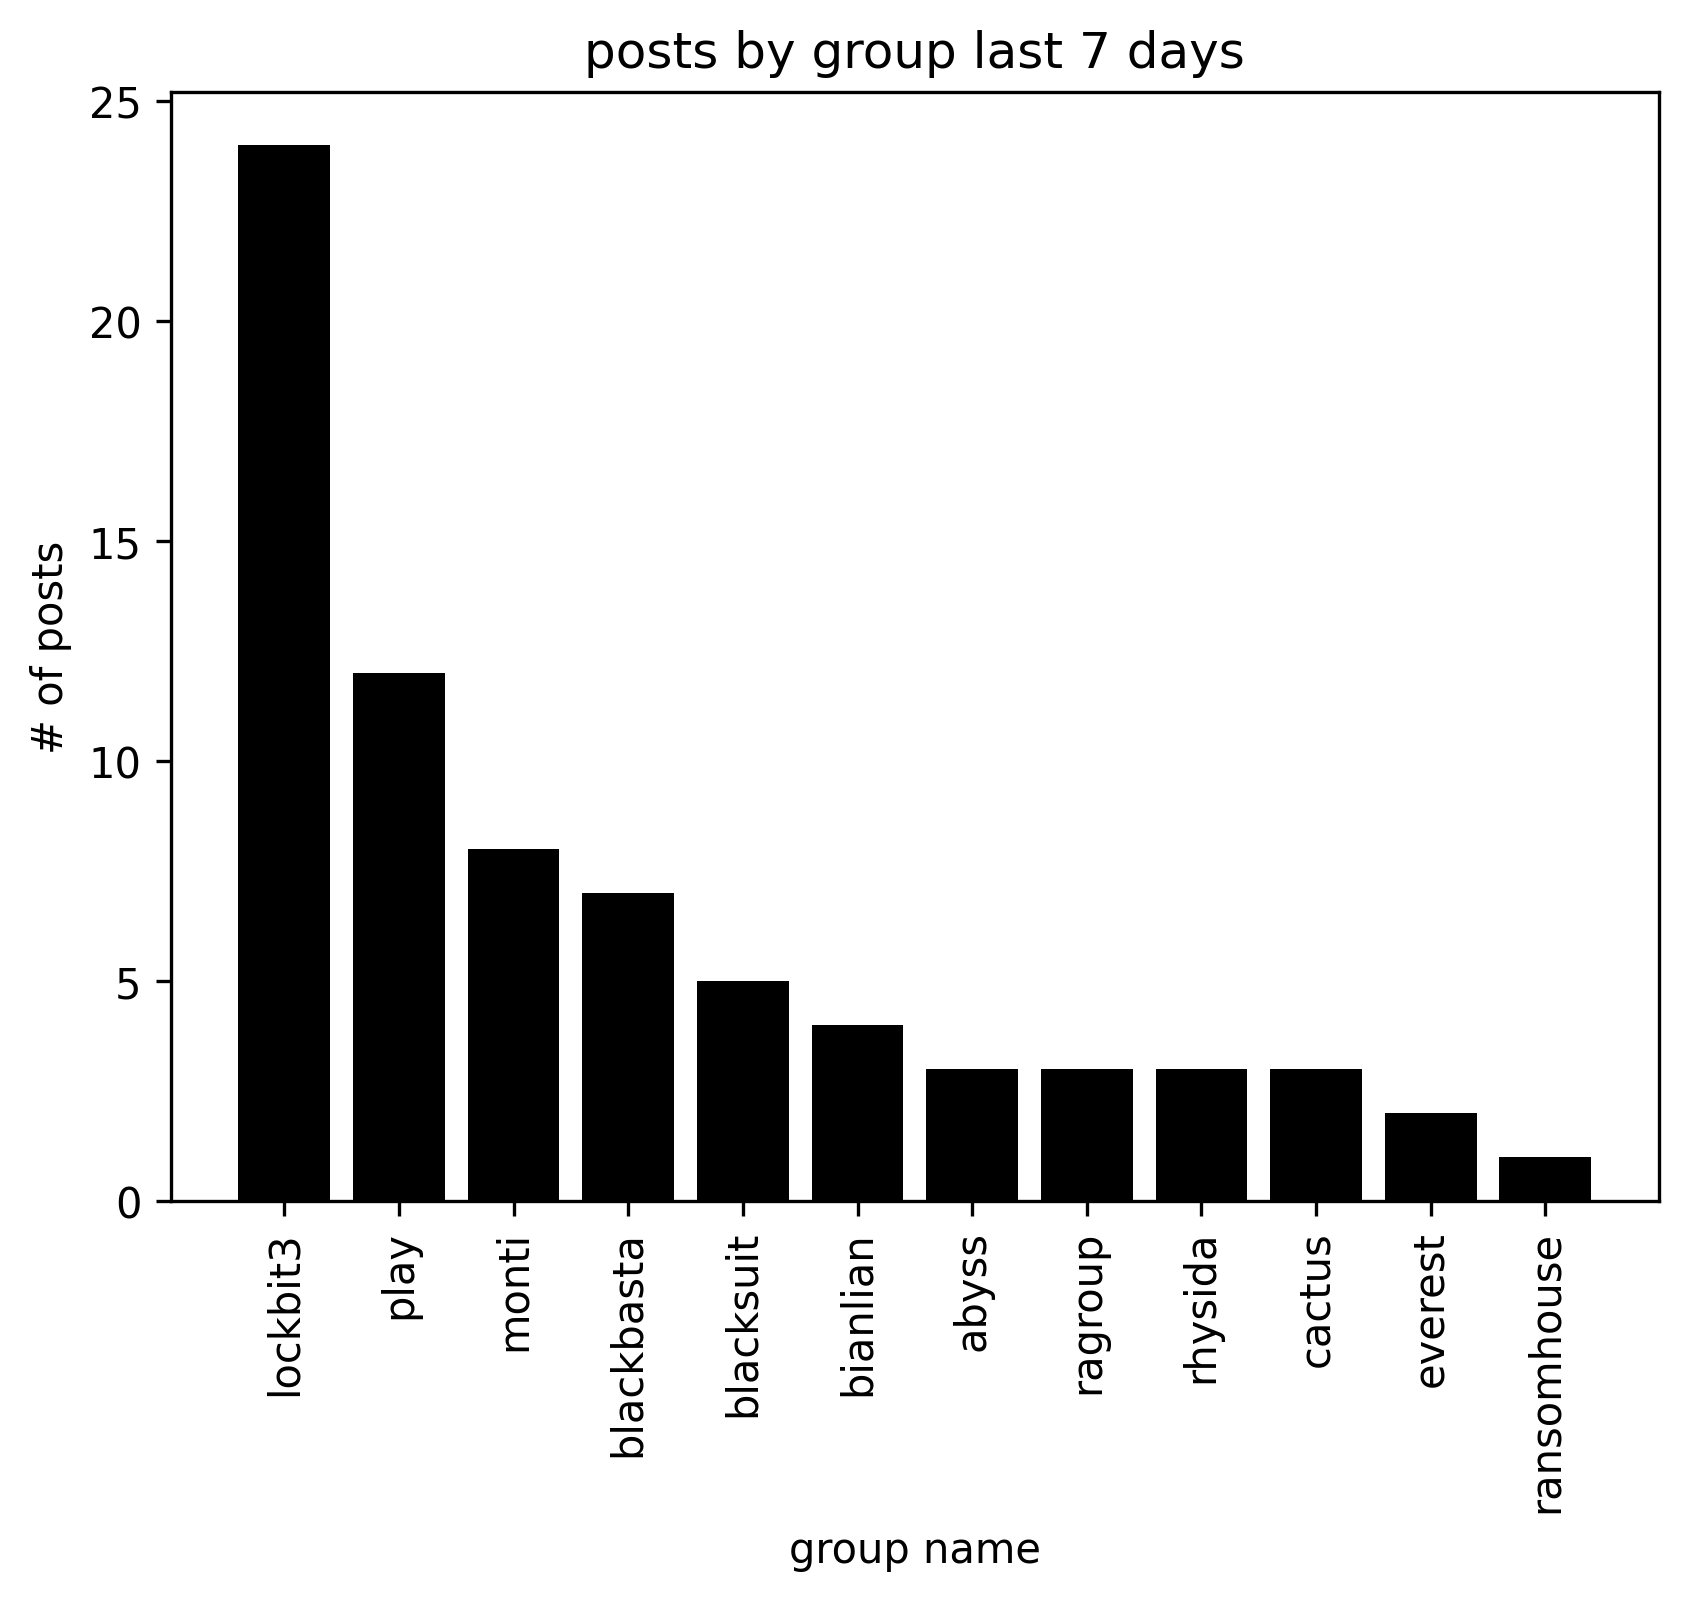 posts by group last 7 days
25
20
15
10
5
0
# of posts
lockbit3
play
monti
blackbasta
blacksuit
bianlian
abyss
ragroup
rhysida
cactus
everest
ransomhouse
group name